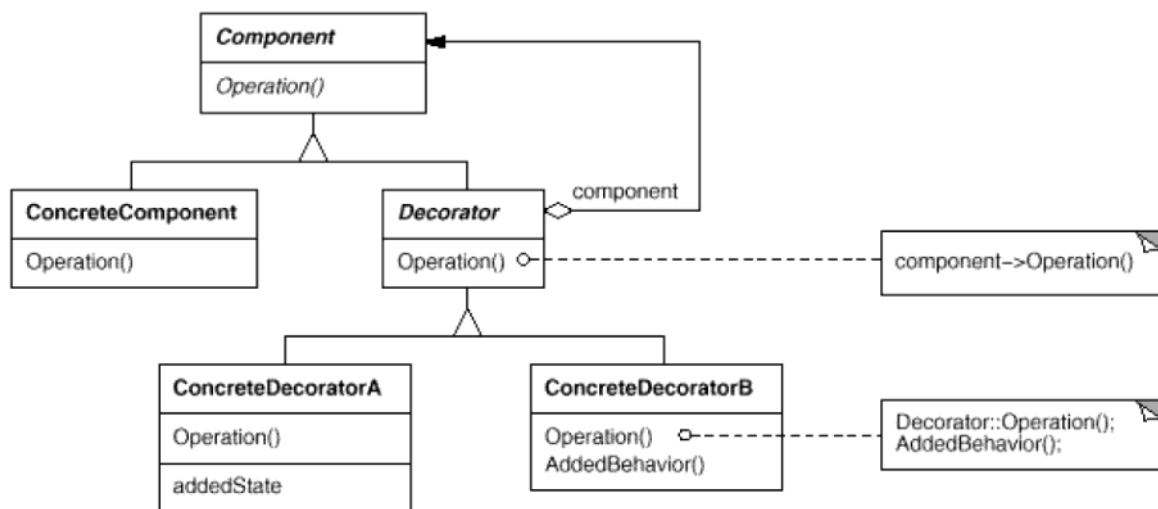 Component
Operation()
ConcreteComponent
Operation()
Decorator
Operation()
component
component->Operation()
ConcreteDecoratorA
Operation()
addedState
ConcreteDecoratorB
Operation()
AddedBehavior()
Decorator::Operation();
AddedBehavior();